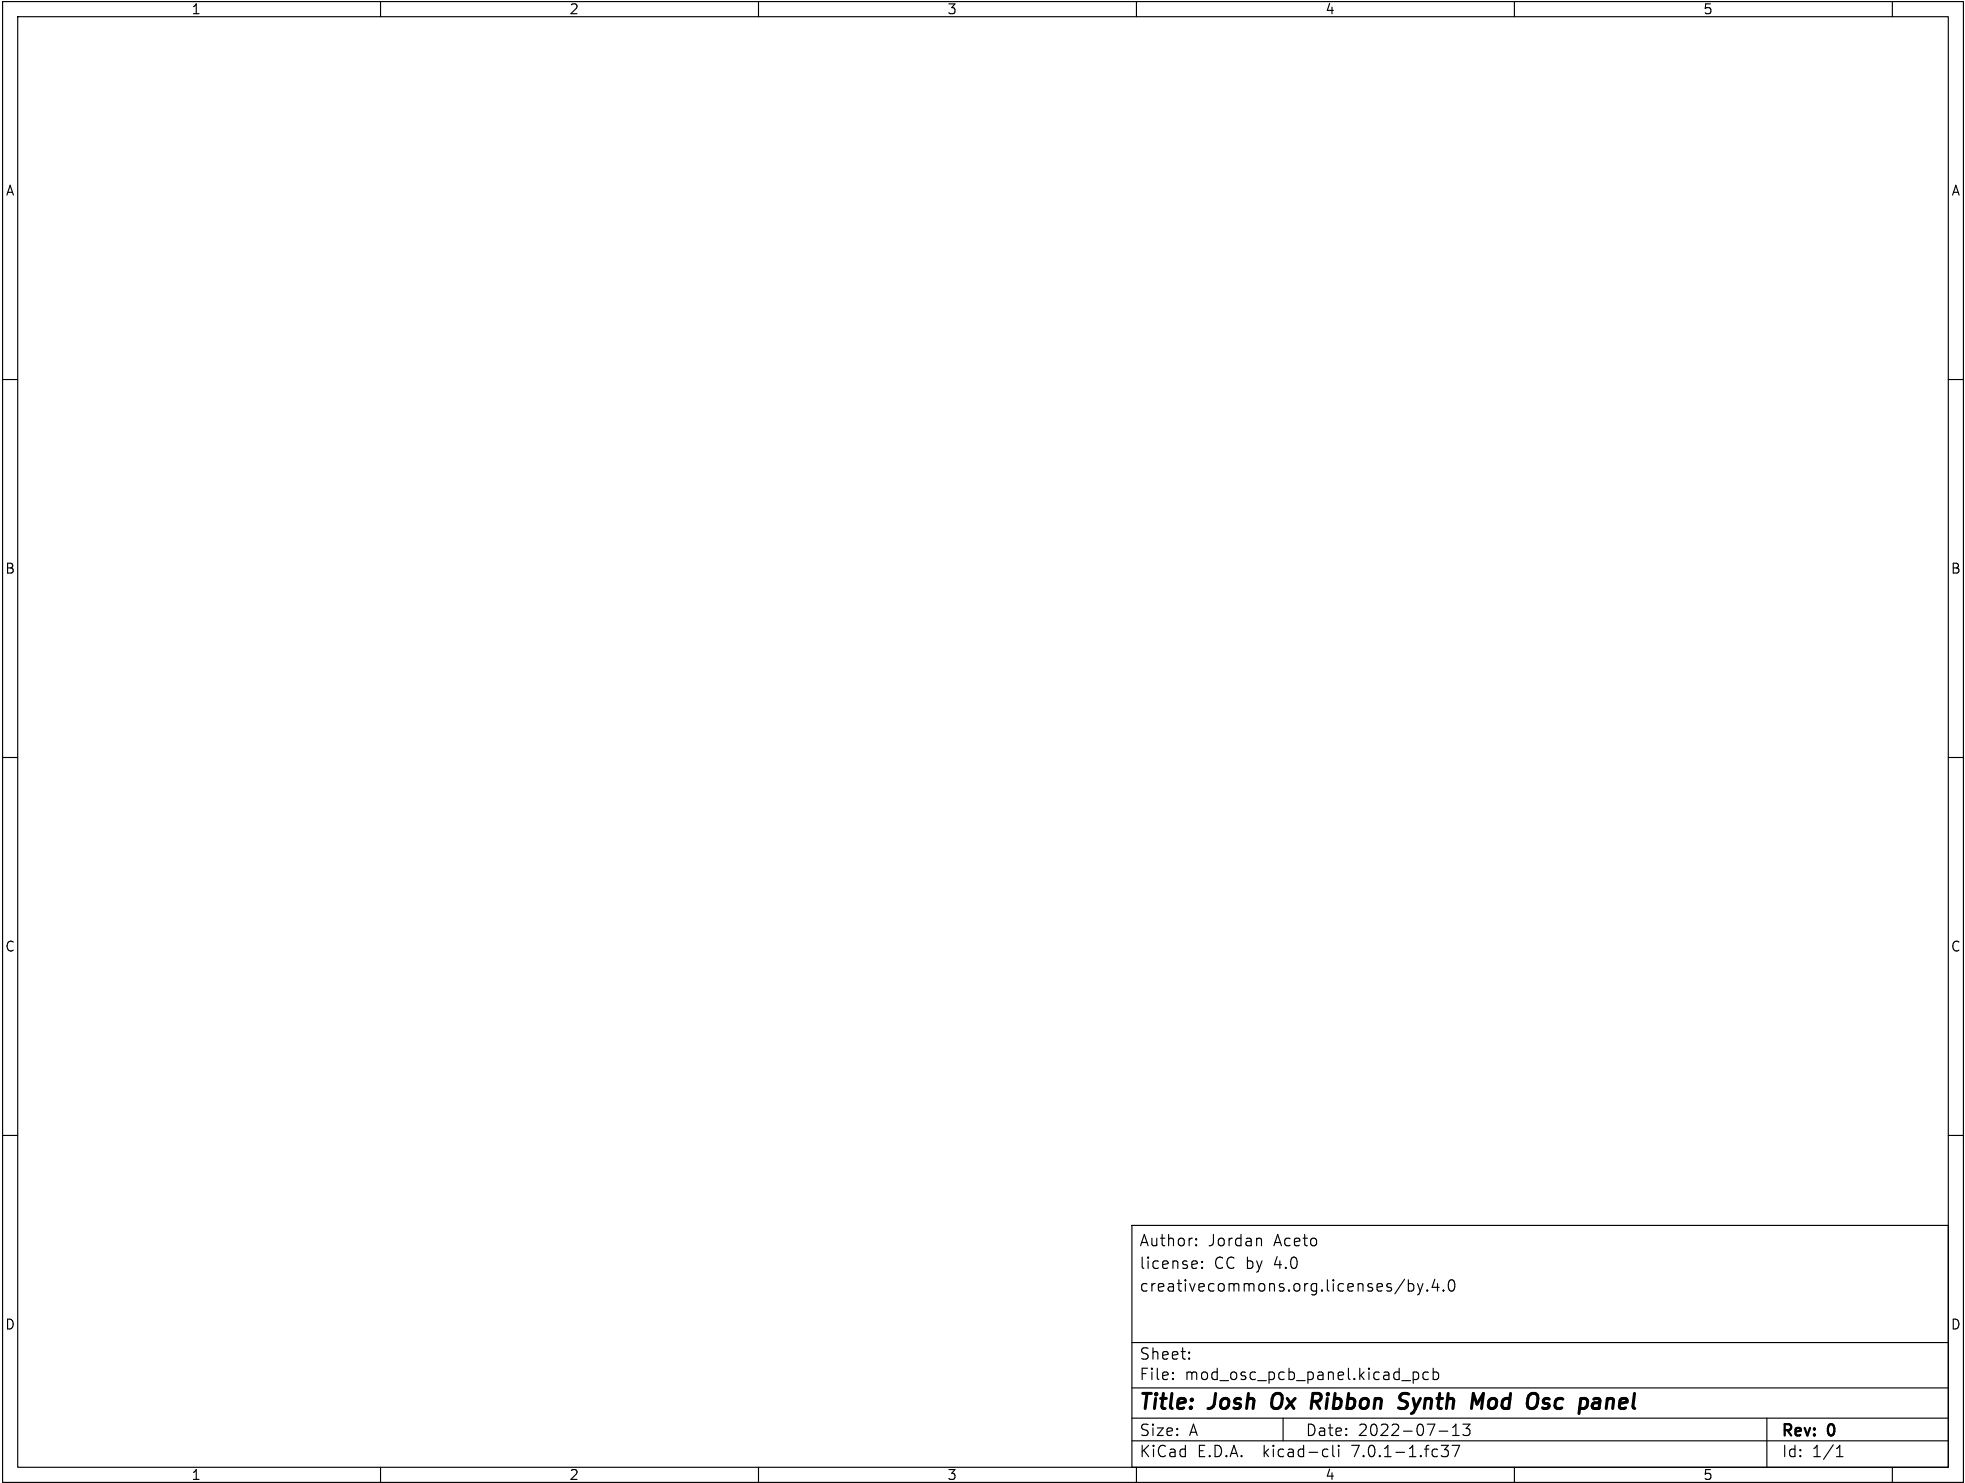 1 2 3 4 5
A A
B B
C C
Author: Jordan Aceto
license: CC by 4.0
creativecommons.org.licenses/by.4.0
D D
Sheet:
File: mod_osc_pcb_panel.kicad_pcb
Title: Josh Ox Ribbon Synth Mod Osc panel
Size: A Date: 2022-07-13 Rev: 0
KiCad E.D.A. kicad-cli 7.0.1-1.fc37 Id: 1/1
1 2 3 4 5